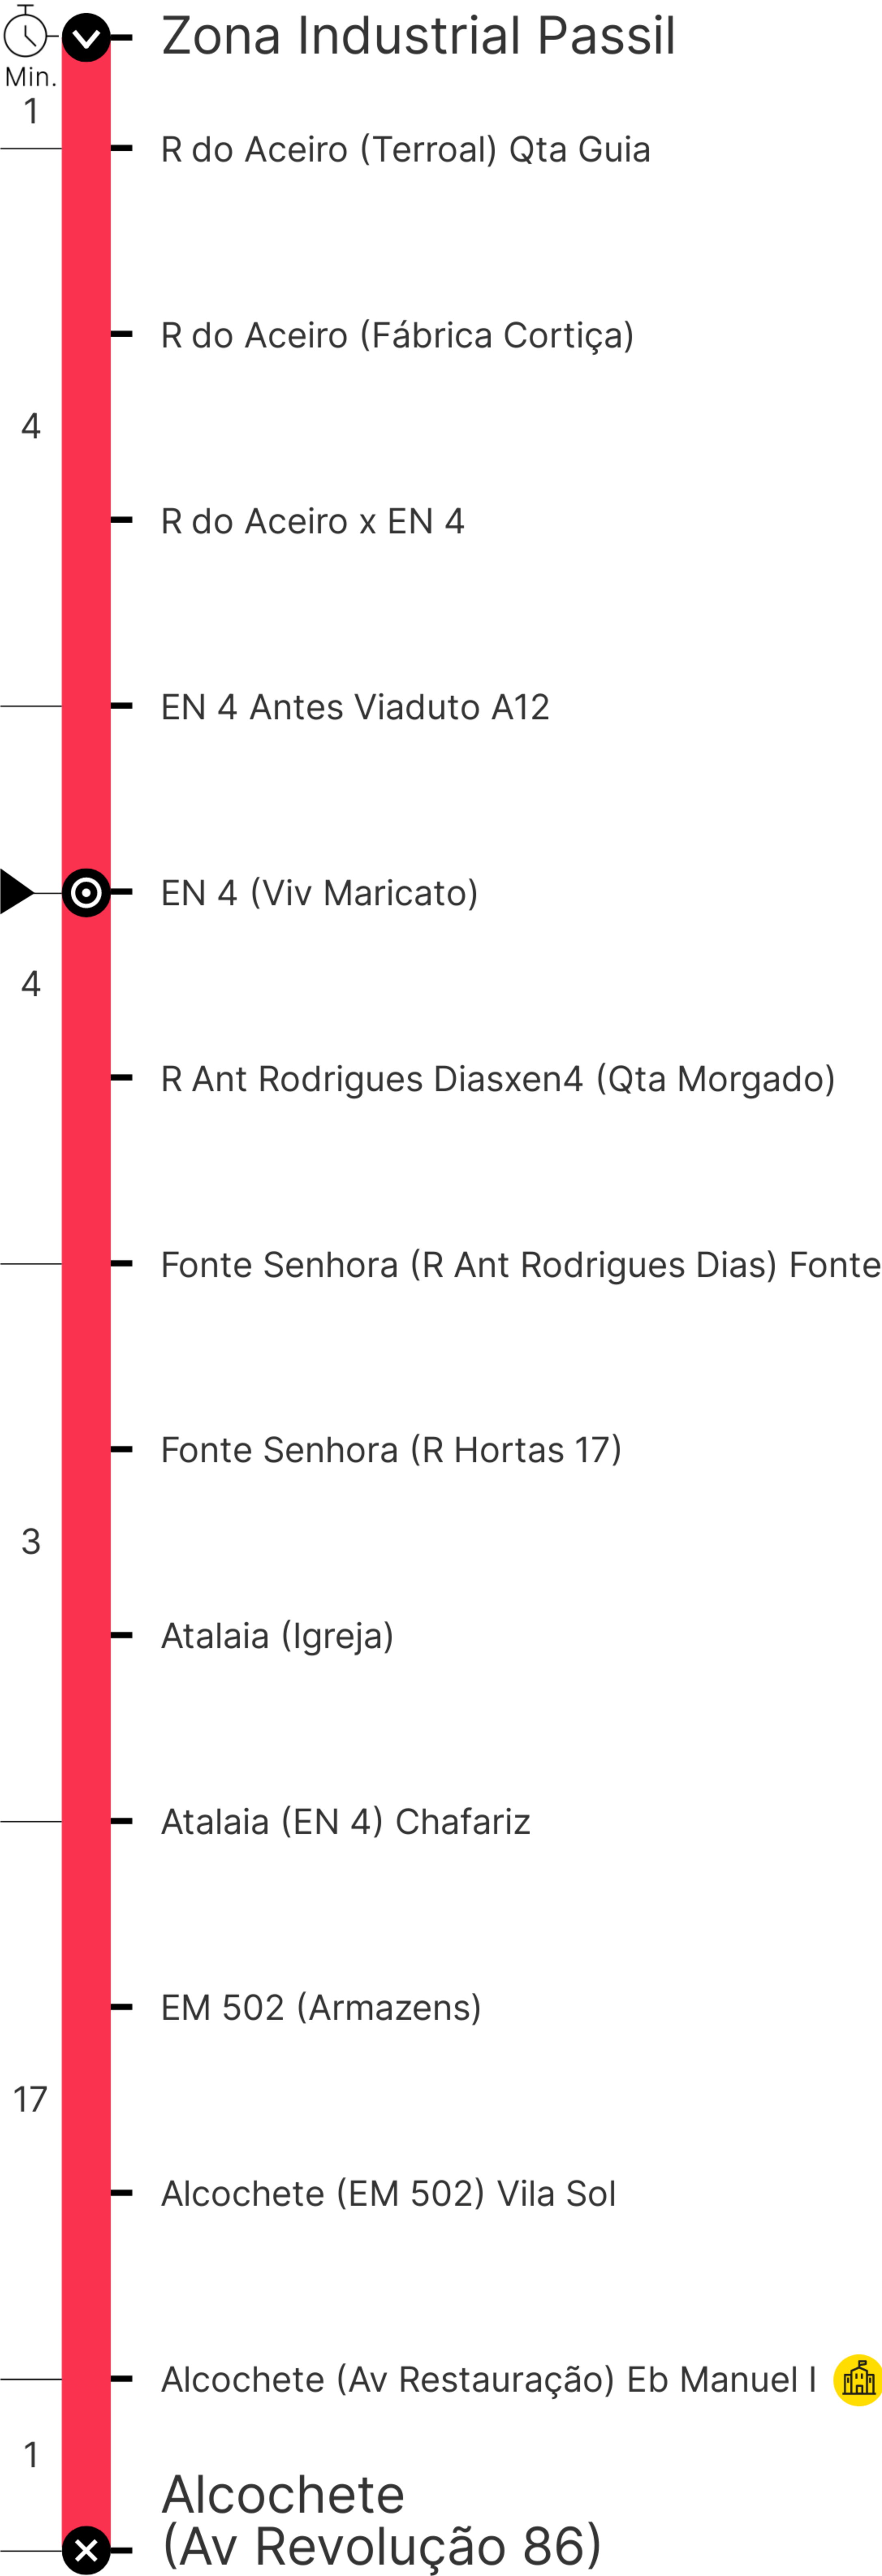 Zona Industrial Passil
Min.
1
R do Aceiro (Terroal) Qta Guia
R do Aceiro (Fábrica Cortiça)
4
R do Aceiro x EN 4
EN 4 Antes Viaduto A12
EN 4 (Viv Maricato)
4
R Ant Rodrigues Diasxen4 (Qta Morgado)
Fonte Senhora (R Ant Rodrigues Dias) Fonte
Fonte Senhora (R Hortas 17)
3
Atalaia (Igreja)
Atalaia (EN 4) Chafariz
EM 502 (Armazens)
17
Alcochete (EM 502) Vila Sol
Alcochete (Av Restauração) Eb Manuel I
1
Alcochete
(Av Revolução 86)